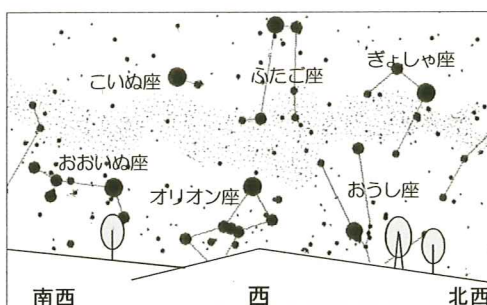 ぎょしゃ座
ふたご座
こいぬ座
おおいぬ座
オリオン座
おうし座
南西
西
北西